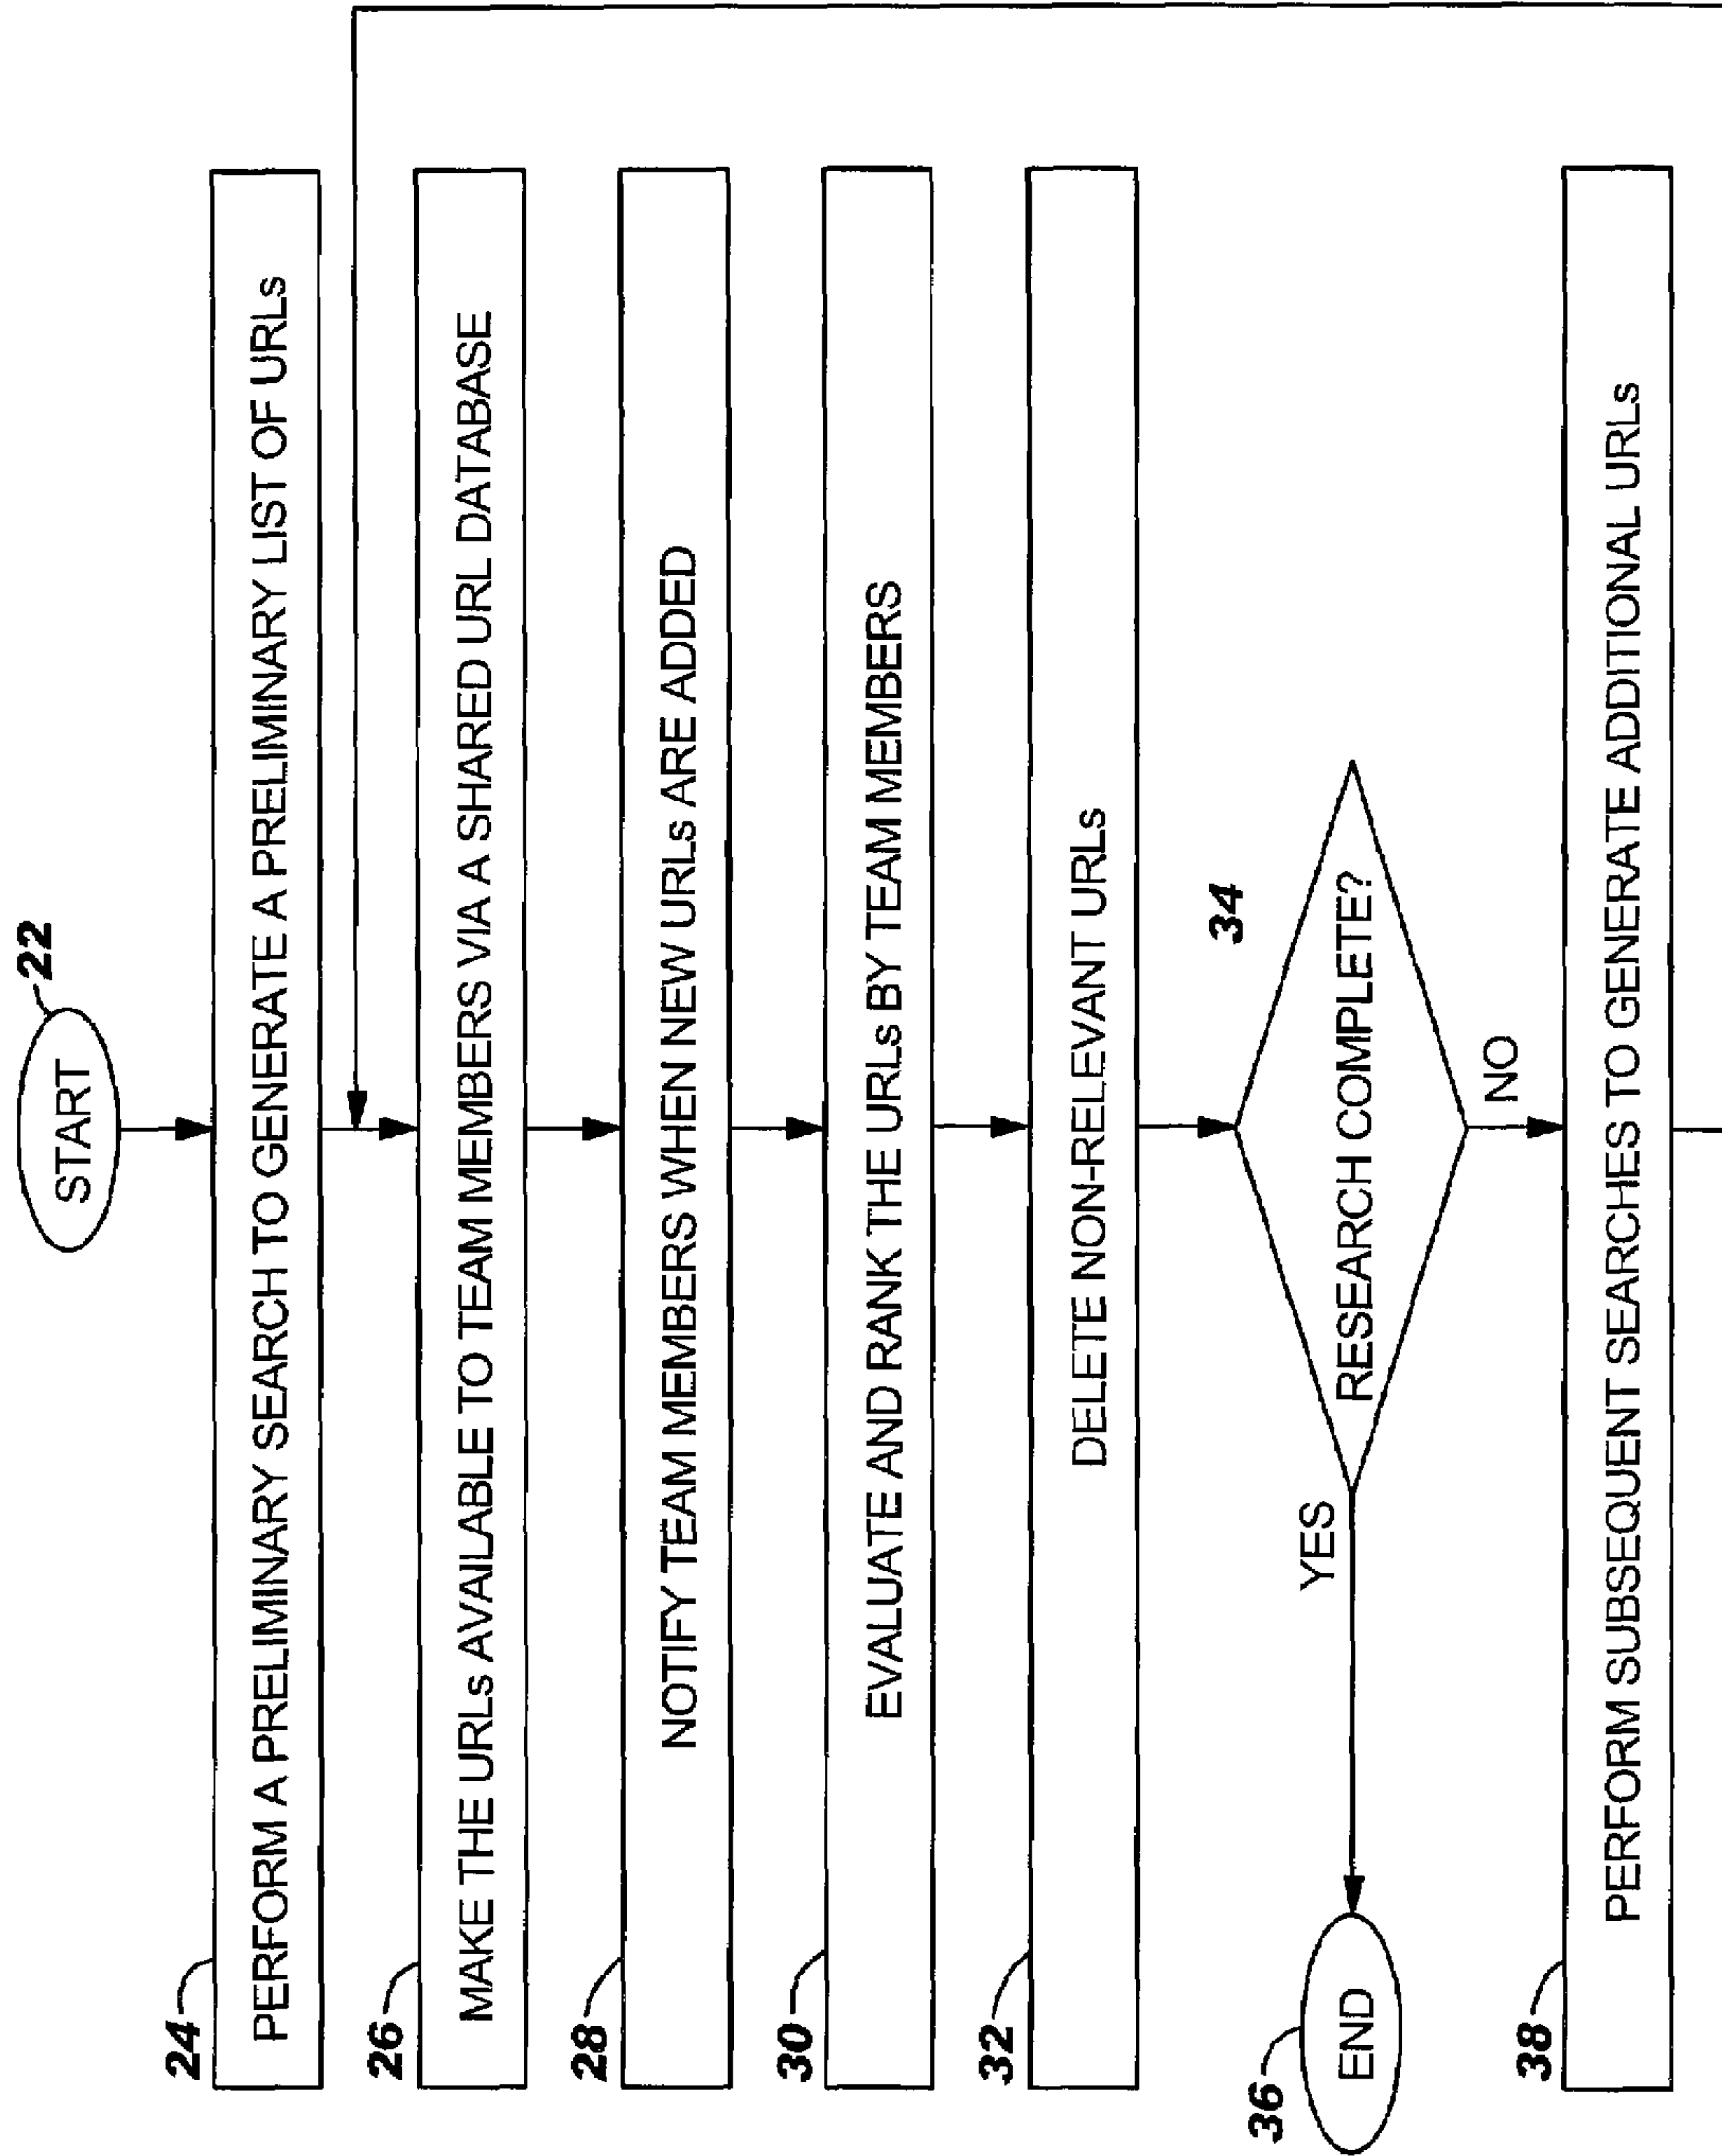 START
22
24
PERFORM A PRELIMINARY SEARCH TO GENERATE A PRELIMINARY LIST OF URLs
26
MAKE THE URLs AVAILABLE TO TEAM MEMBERS VIA A SHARED URL DATABASE
28
NOTIFY TEAM MEMBERS WHEN NEW URLs ARE ADDED
30
EVALUATE AND RANK THE URLs BY TEAM MEMBERS
32
DELETE NON-RELEVANT URLs
34
RESEARCH COMPLETE?
YES
NO
36
END
38
PERFORM SUBSEQUENT SEARCHES TO GENERATE ADDITIONAL URLs